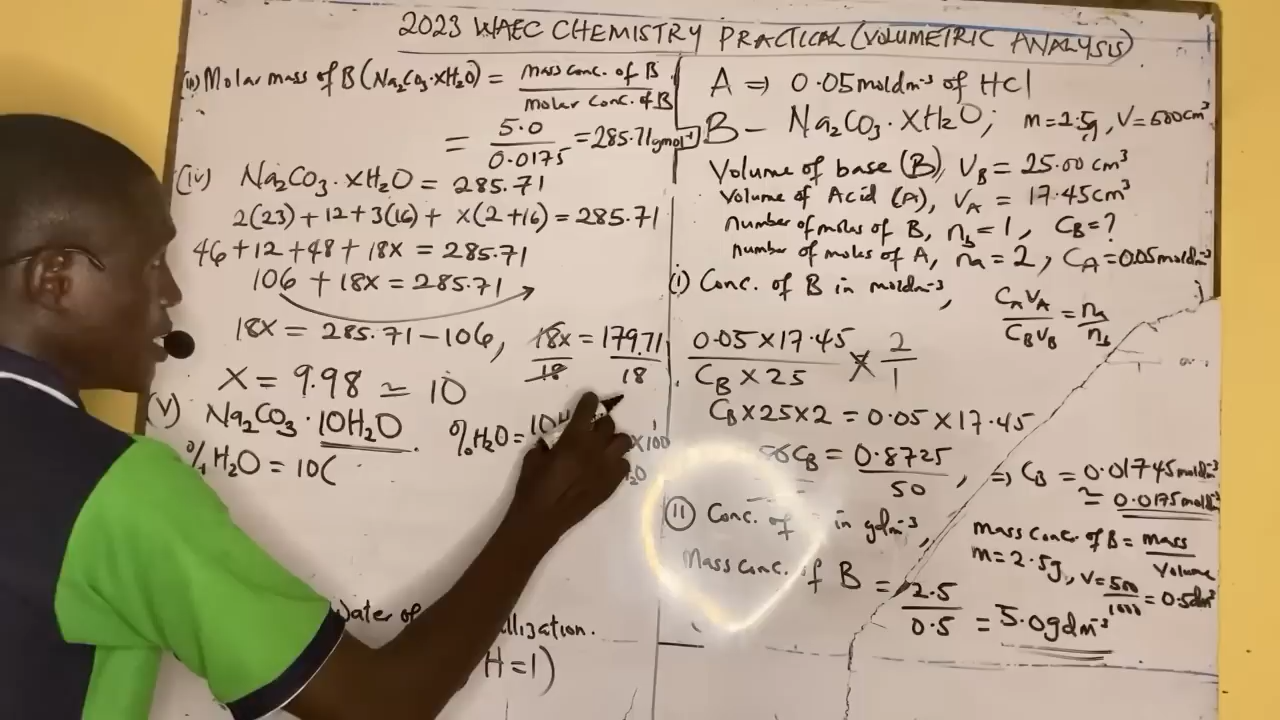 2023 WAEC CHEMISTRY PRACTICAL (VOLUMETRIC ANALYSIS)
Molar mass of B (Na2CO3·XH2O) = mass conc. of B / molar conc. of B
= 5.0 / 0.0175 = 285.71gmol⁻¹
(iv) Na2CO3·XH2O = 285.71
2(23) + 12 + 3(16) + x(2+16) = 285.71
46 + 12 + 48 + 18x = 285.71
106 + 18x = 285.71
18x = 285.71 − 106, 18x / 18 = 179.71 / 18
X = 9.98 ≃ 10
(V) Na2CO3·10H2O. % H2O = 10H x100
% H2O = 10(
Water of
llization.
H=1)
A ⇒ 0.05moldm⁻³ of HCl
B − Na2CO3·XH2O; m=2.5g, V=500cm³
Volume of base (B), VB = 25.00 cm³
Volume of Acid (A), VA = 17.45cm³
number of moles of B, nb = 1, CB = ?
number of moles of A, na = 2, CA = 0.05moldm⁻³
(i) Conc. of B in moldm⁻³, CAVA / CBVB = na / nb
0.05 × 17.45 / CB × 25 × 2 / 1
CB × 25 × 2 = 0.05 × 17.45
CB = 0.8725 / 50, ⇒ CB = 0.01745moldm⁻³
≃ 0.0175moldm⁻³
(ii) Conc. of in gdm⁻³,
Mass conc. of B = 2.5 / 0.5 = 5.0gdm⁻³
mass conc. of B = mass / Volume
m = 2.5g, V = 500 / 1000 = 0.5dm³